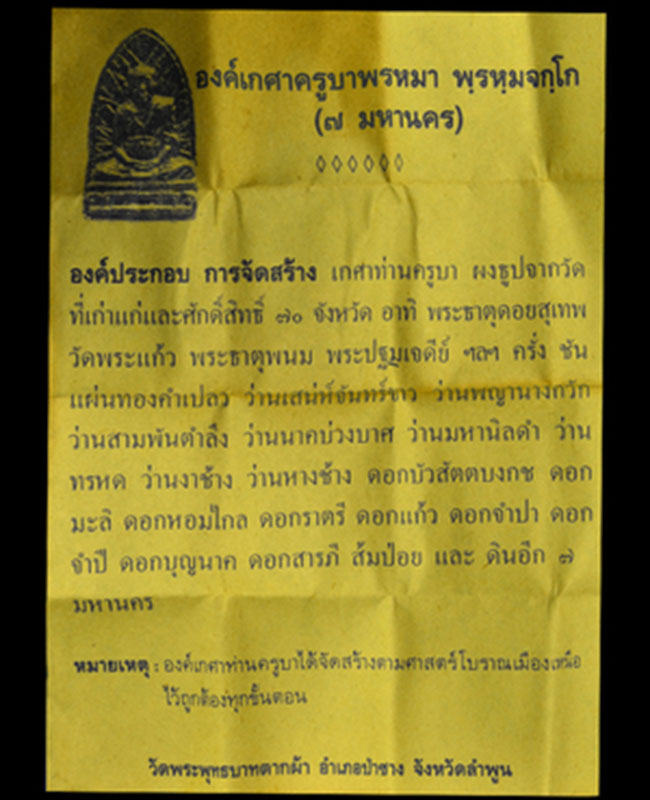 องค์เกศาครูบาพรหมา พฺรหฺมจกฺโก
(๗ มหานคร)
◊◊◊◊◊◊
องค์ประกอบ การจัดสร้าง เกศาท่านครูบา ผงธูปจากวัด
ที่เก่าแก่และศักดิ์สิทธิ์ ๗๐ จังหวัด อาทิ พระธาตุดอยสุเทพ
วัดพระแก้ว พระธาตุพนม พระปฐมเจดีย์ ฯลฯ ครั่ง ชัน
แผ่นทองคำเปลว ว่านเสน่ห์จันทร์ขาว ว่านพญานางกวัก
ว่านสามพันตำลึง ว่านนาคบ่วงบาศ ว่านมหานิลดำ ว่าน
ทรหด ว่านงาช้าง ว่านหางช้าง ดอกบัวสัตตบงกช ดอก
มะลิ ดอกหอมไกล ดอกราตรี ดอกแก้ว ดอกจำปา ดอก
จำปี ดอกบุญนาค ดอกสารภี ส้มป่อย และ ดินอีก ๗
มหานคร
หมายเหตุ : องค์เกศาท่านครูบาได้จัดสร้างตามศาสตร์โบราณเมืองเหนือ
ไว้ถูกต้องทุกขั้นตอน
วัดพระพุทธบาทตากผ้า อำเภอป่าซาง จังหวัดลำพูน